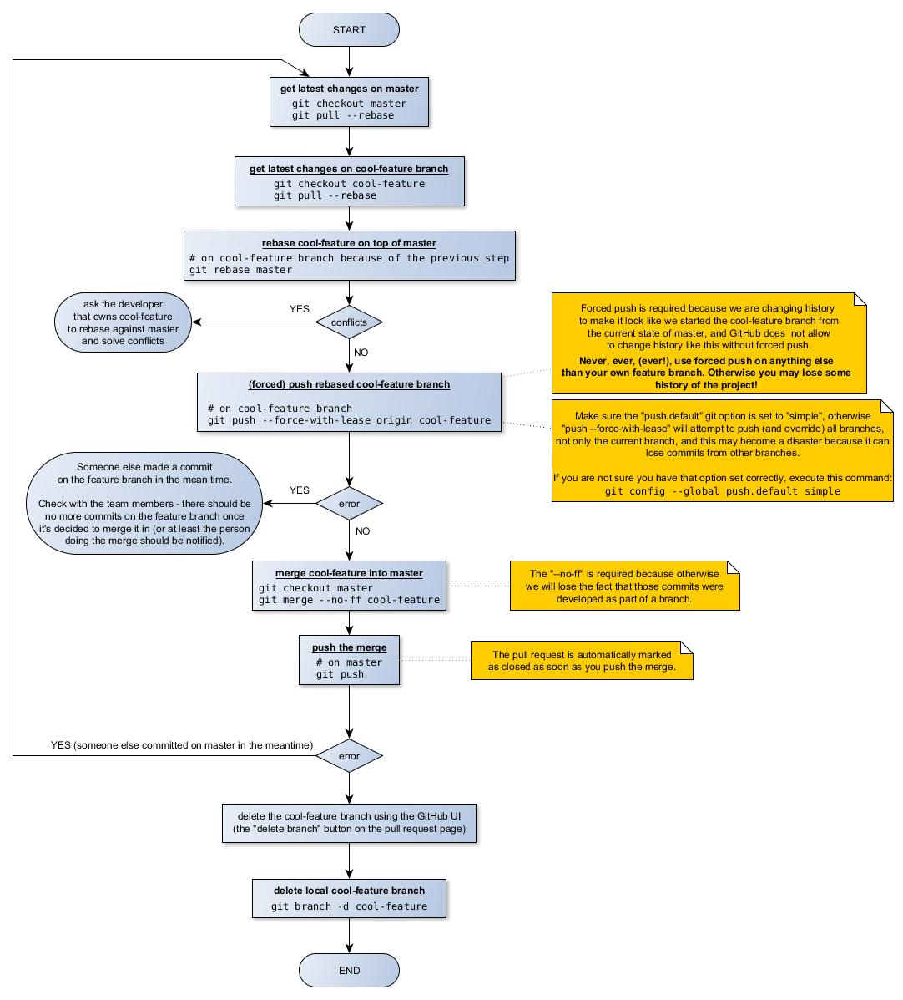 START
get latest changes on master
git checkout master
git pull --rebase
get latest changes on cool-feature branch
git checkout cool-feature
git pull --rebase
rebase cool-feature on top of master
# on cool-feature branch because of the previous step
git rebase master
conflicts
YES
ask the developer
that owns cool-feature
to rebase against master
and solve conflicts
NO
Forced push is required because we are changing history
to make it look like we started the cool-feature branch from
the current state of master, and GitHub does  not allow
to change history like this without forced push.
Never, ever, (ever!), use forced push on anything else
than your own feature branch. Otherwise you may lose some
history of the project!
(forced) push rebased cool-feature branch
# on cool-feature branch
git push --force-with-lease origin cool-feature
Make sure the "push.default" git option is set to "simple", otherwise
"push --force-with-lease" will attempt to push (and override) all branches,
not only the current branch, and this may become a disaster because it can
lose commits from other branches.
If you are not sure you have that option set correctly, execute this command:
git config --global push.default simple
error
YES
Someone else made a commit
on the feature branch in the mean time.
Check with the team members - there should be
no more commits on the feature branch once
it's decided to merge it in (or at least the person
doing the merge should be notified).
NO
merge cool-feature into master
git checkout master
git merge --no-ff cool-feature
The "--no-ff" is required because otherwise
we will lose the fact that those commits were
developed as part of a branch.
push the merge
# on master
git push
The pull request is automatically marked
as closed as soon as you push the merge.
YES (someone else committed on master in the meantime)
error
delete the cool-feature branch using the GitHub UI
(the "delete branch" button on the pull request page)
delete local cool-feature branch
git branch -d cool-feature
END